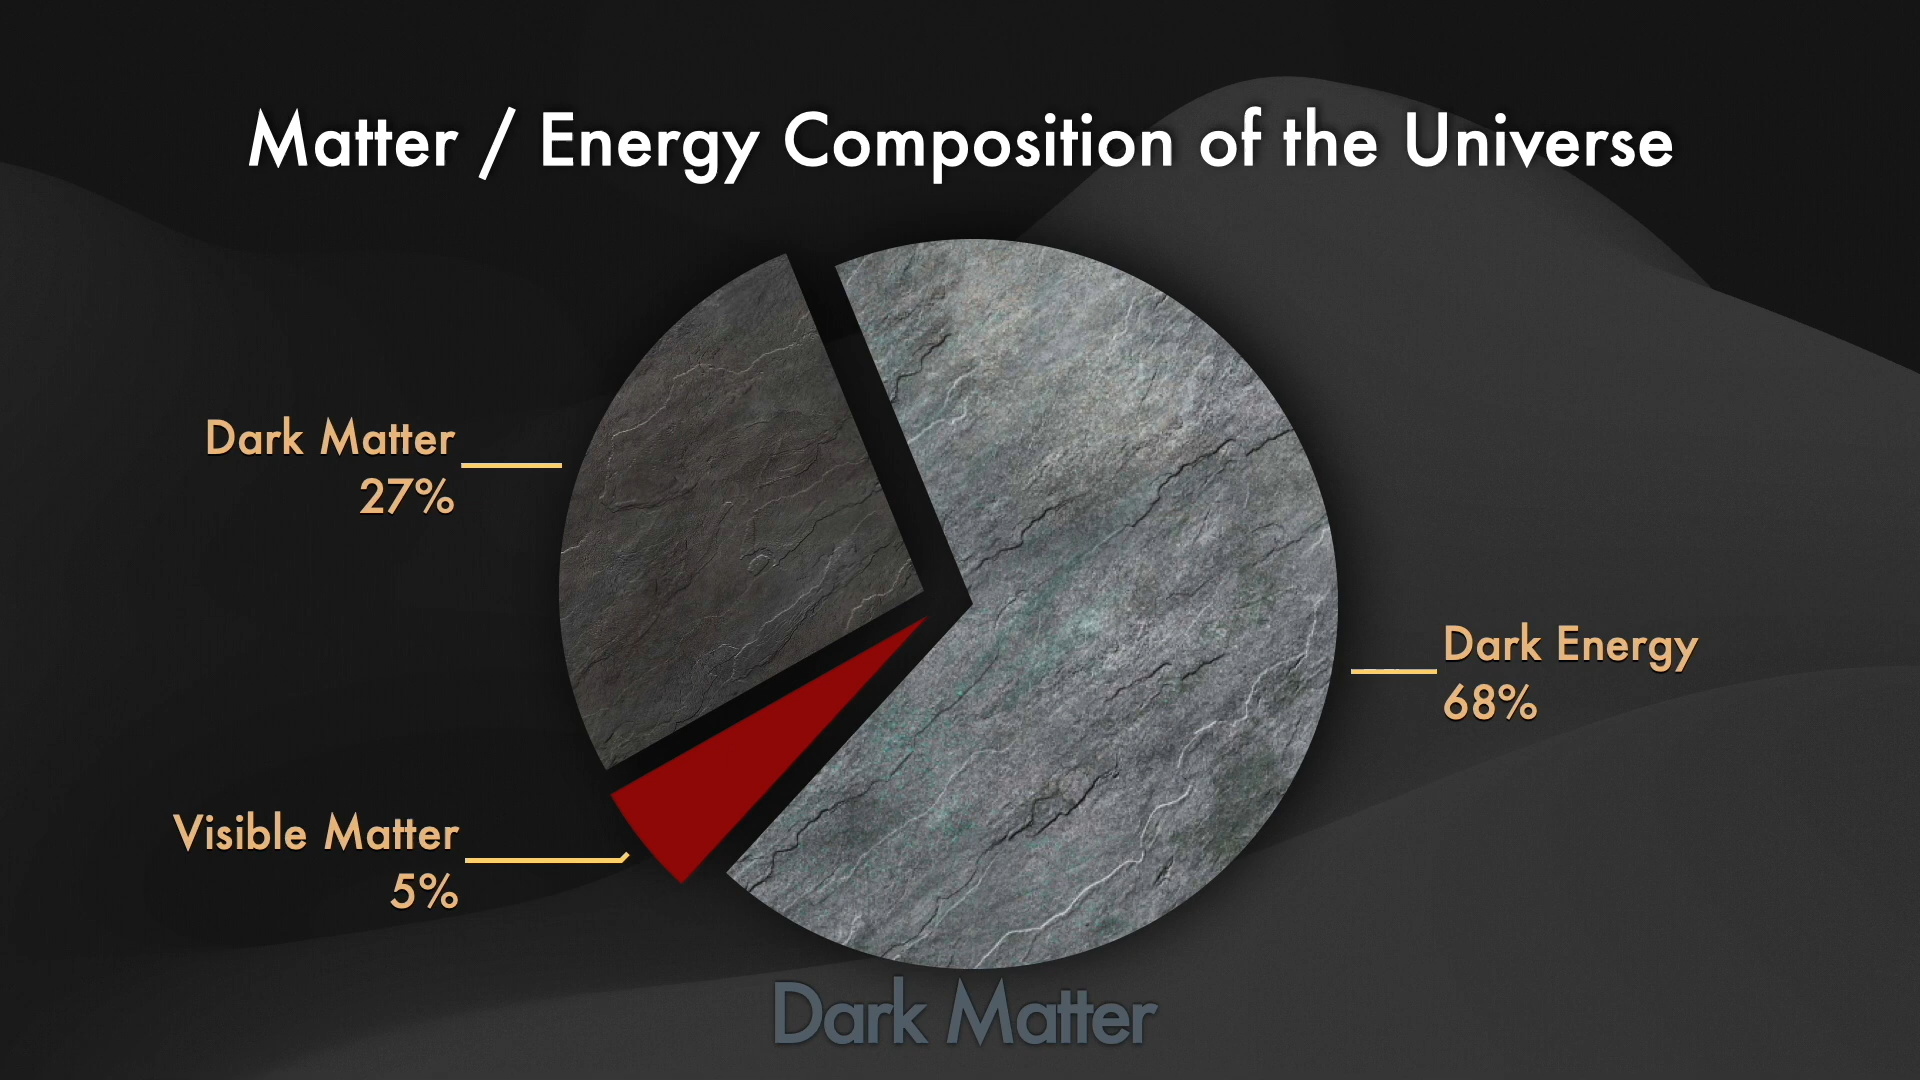 Matter / Energy Composition of the Universe
Dark Matter
27%
Dark Energy
68%
Visible Matter
5%
Dark Matter